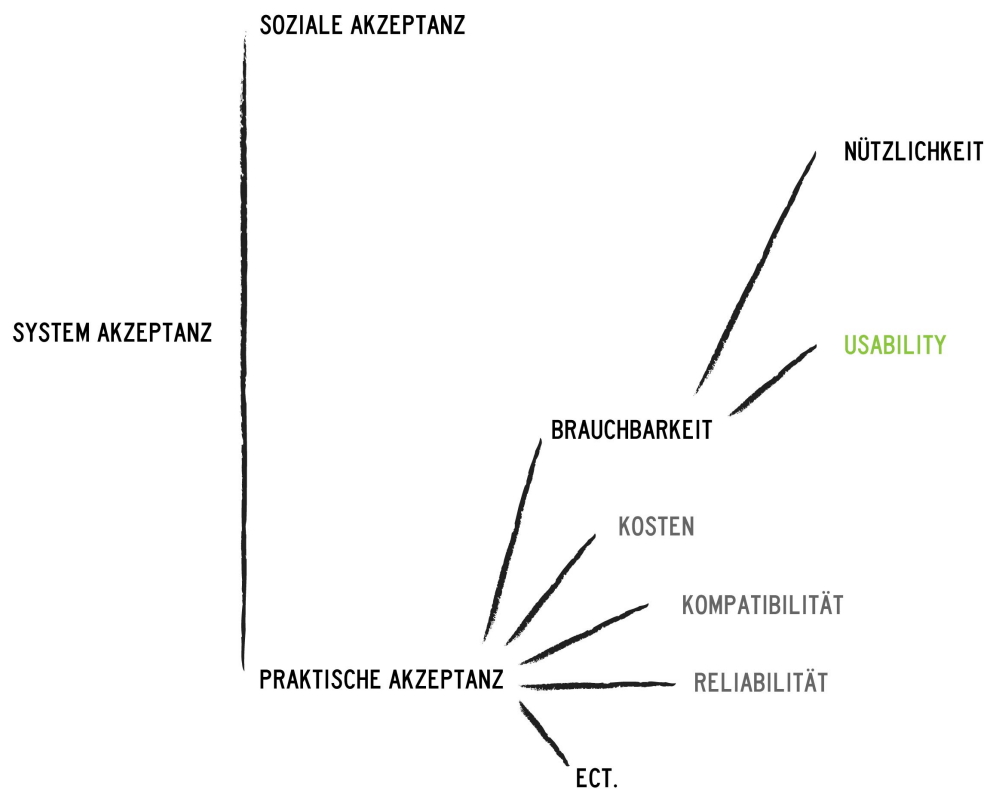 SOZIALE AKZEPTANZ
NÜTZLICHKEIT
SYSTEM AKZEPTANZ
USABILITY
BRAUCHBARKEIT
KOSTEN
KOMPATIBILITÄT
PRAKTISCHE AKZEPTANZ
RELIABILITÄT
ECT.